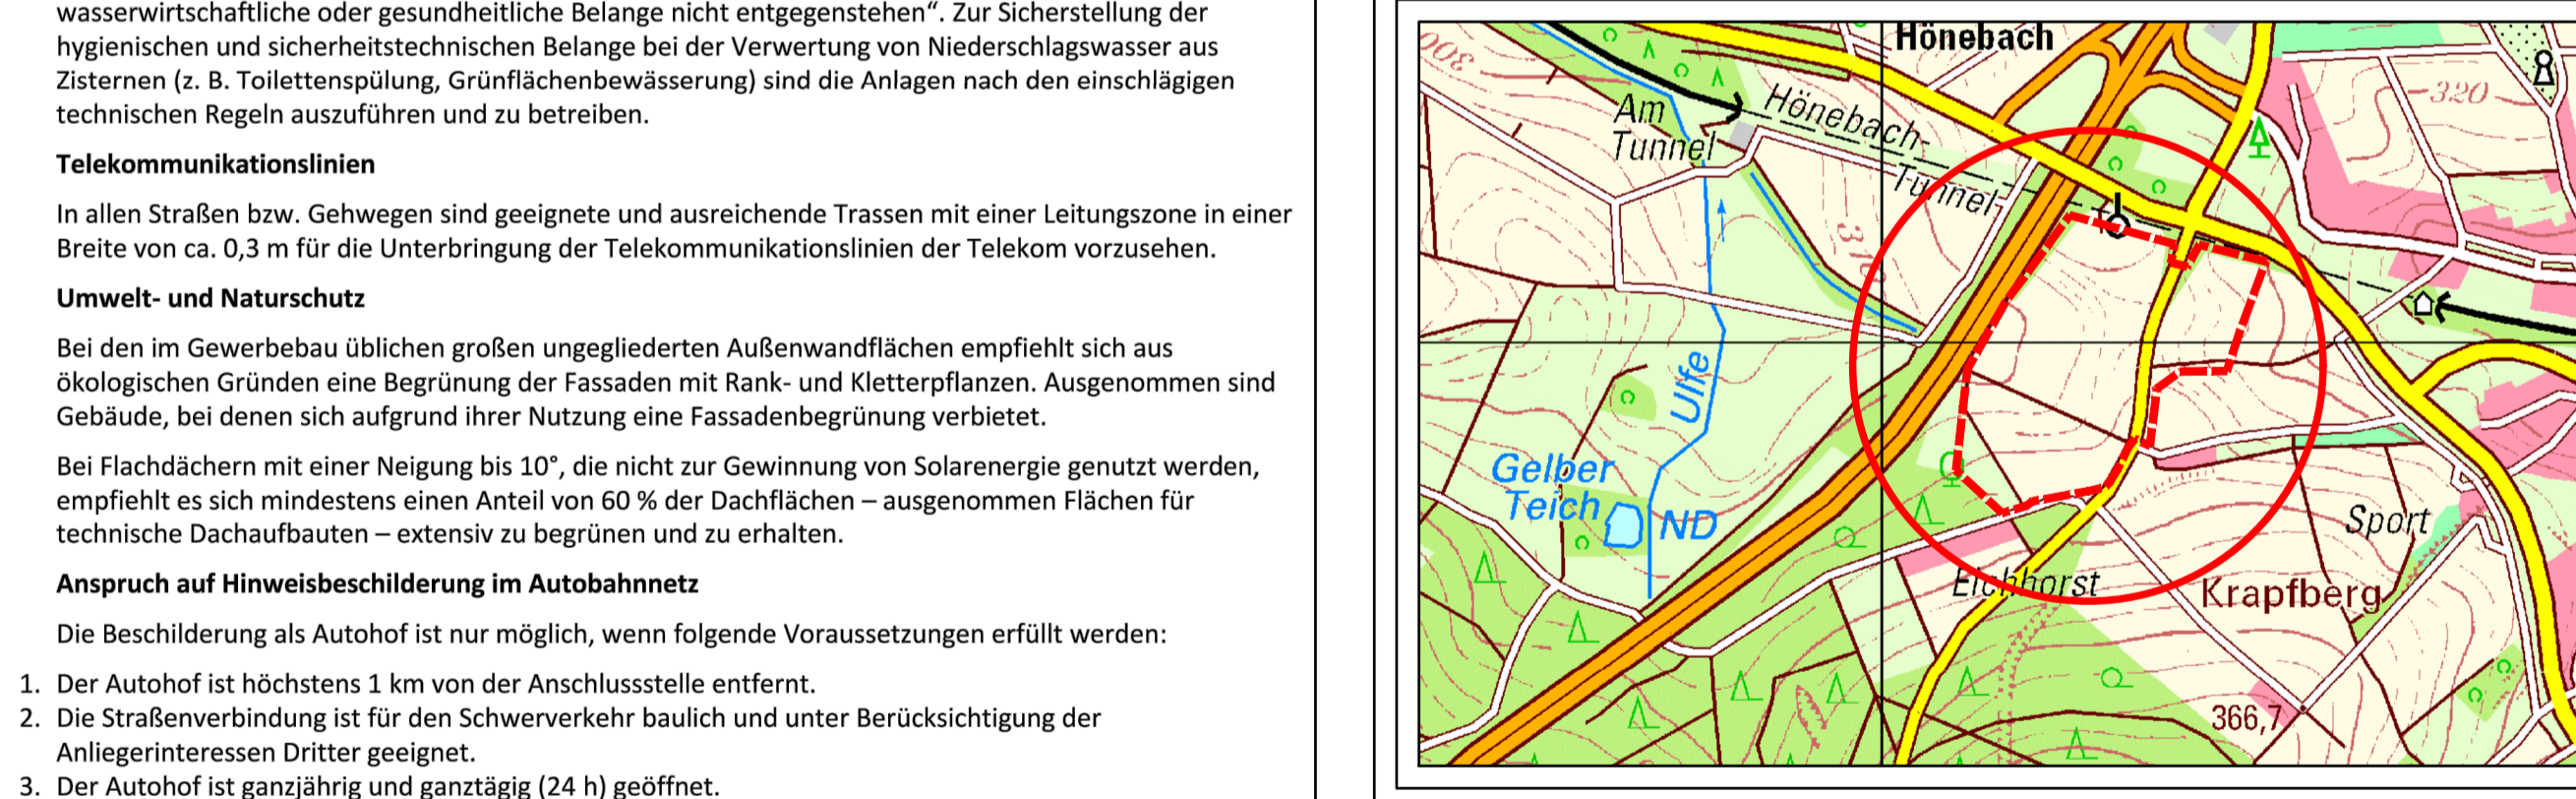 wasserwirtschaftliche oder gesundheitliche Belange nicht entgegenstehen“. Zur Sicherstellung der
hygienischen und sicherheitstechnischen Belange bei der Verwertung von Niederschlagswasser aus
Zisternen (z. B. Toilettenspülung, Grünflächenbewässerung) sind die Anlagen nach den einschlägigen
technischen Regeln auszuführen und zu betreiben.
Telekommunikationslinien
In allen Straßen bzw. Gehwegen sind geeignete und ausreichende Trassen mit einer Leitungszone in einer
Breite von ca. 0,3 m für die Unterbringung der Telekommunikationslinien der Telekom vorzusehen.
Umwelt- und Naturschutz
Bei den im Gewerbebau üblichen großen ungegliederten Außenwandflächen empfiehlt sich aus
ökologischen Gründen eine Begrünung der Fassaden mit Rank- und Kletterpflanzen. Ausgenommen sind
Gebäude, bei denen sich aufgrund ihrer Nutzung eine Fassadenbegrünung verbietet.
Bei Flachdächern mit einer Neigung bis 10°, die nicht zur Gewinnung von Solarenergie genutzt werden,
empfiehlt es sich mindestens einen Anteil von 60 % der Dachflächen – ausgenommen Flächen für
technische Dachaufbauten – extensiv zu begrünen und zu erhalten.
Anspruch auf Hinweisbeschilderung im Autobahnnetz
Die Beschilderung als Autohof ist nur möglich, wenn folgende Voraussetzungen erfüllt werden:
1. Der Autohof ist höchstens 1 km von der Anschlussstelle entfernt.
2. Die Straßenverbindung ist für den Schwerverkehr baulich und unter Berücksichtigung der
Anliegerinteressen Dritter geeignet.
3. Der Autohof ist ganzjährig und ganztägig (24 h) geöffnet.
Hönebach
300
320
Am
Tunnel
Hönebach-
Tunnel
Ulfe
Gelber
Teich
ND
Sport
Eichhorst
Krapfberg
366,7